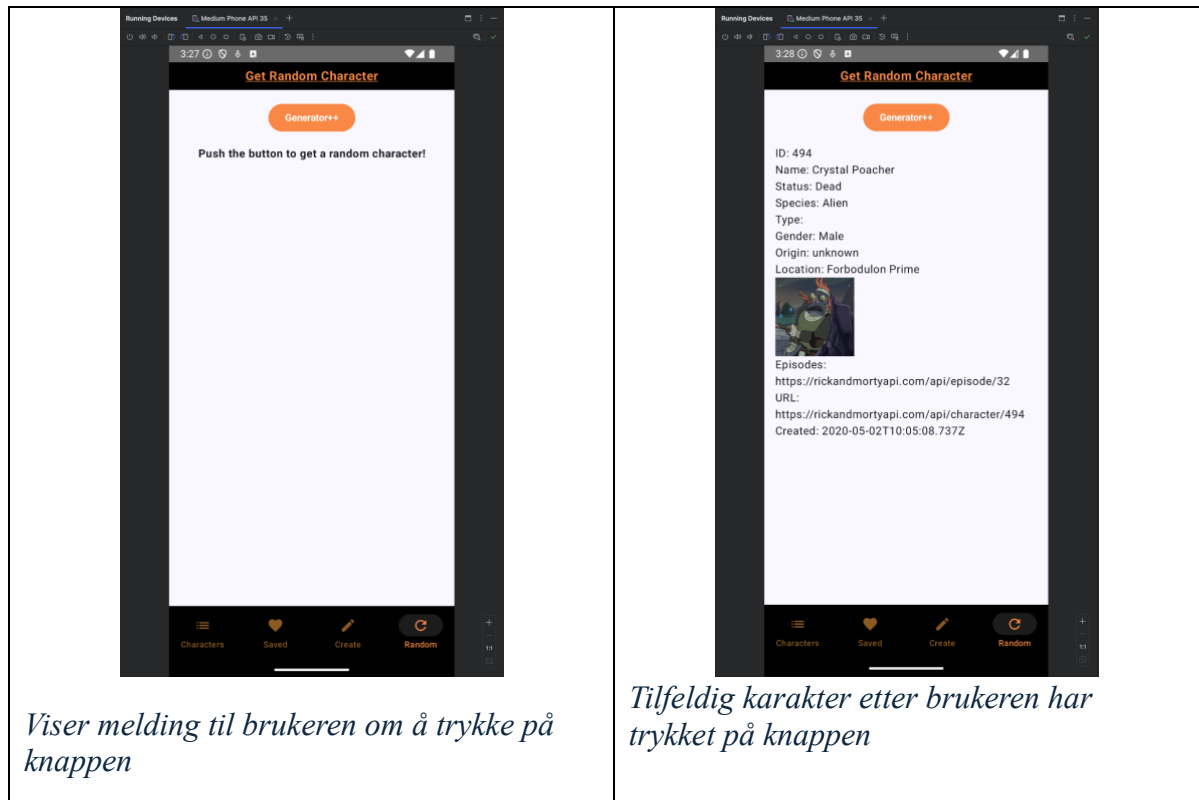 Running Devices
Medium Phone API 35
3:27
Get Random Character
Generator++
Push the button to get a random character!
Characters
Saved
Create
Random
1:1
Viser melding til brukeren om å trykke på
knappen
Running Devices
Medium Phone API 35
3:28
Get Random Character
Generator++
ID: 494
Name: Crystal Poacher
Status: Dead
Species: Alien
Type:
Gender: Male
Origin: unknown
Location: Forbodulon Prime
Episodes:
https://rickandmortyapi.com/api/episode/32
URL:
https://rickandmortyapi.com/api/character/494
Created: 2020-05-02T10:05:08.737Z
Characters
Saved
Create
Random
1:1
Tilfeldig karakter etter brukeren har
trykket på knappen